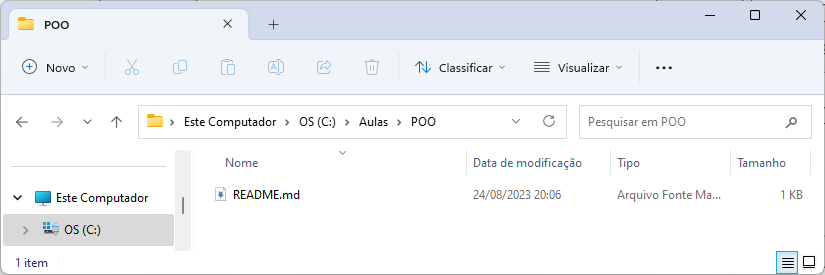 POO
Novo
Classificar
Visualizar
Este Computador
OS (C:)
Aulas
POO
Pesquisar em POO
Nome
Data de modificação
Tipo
Tamanho
README.md
24/08/2023 20:06
Arquivo Fonte Ma...
1 KB
Este Computador
OS (C:)
1 item